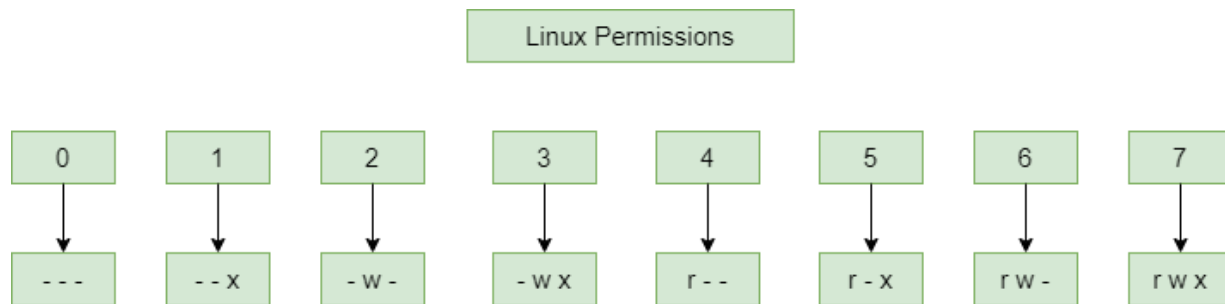 Linux Permissions
0 1 2 3 4 5 6 7
- - - - - x - w - - w x r - - r - x r w - r w x